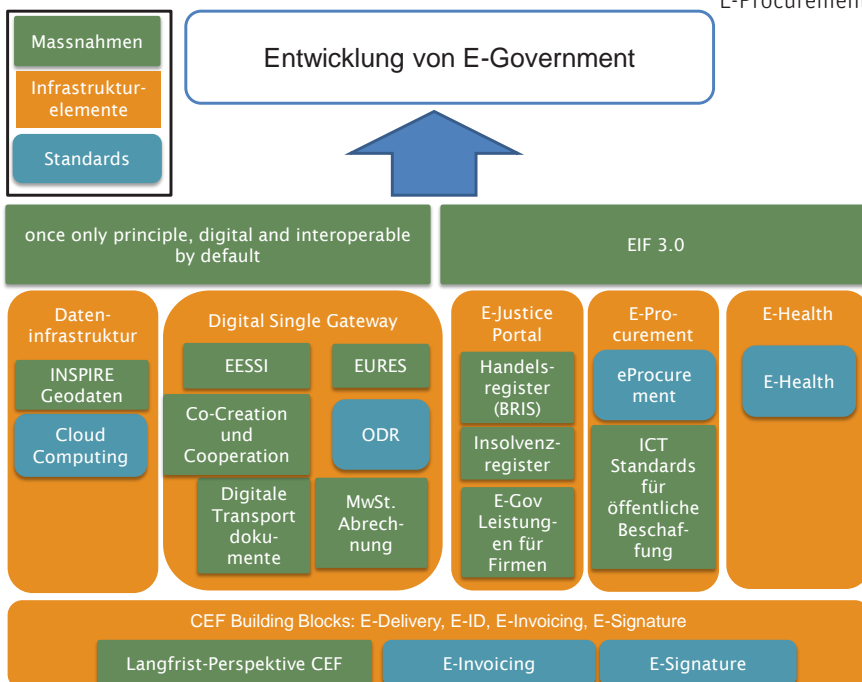 E-Procurement
Massnahmen
Infrastruktur-
elemente
Standards
Entwicklung von E-Government
once only principle, digital and interoperable
by default
EIF 3.0
Daten-
infrastruktur
INSPIRE
Geodaten
Cloud
Computing
Digital Single Gateway
EESSI
EURES
Co-Creation
und
Cooperation
ODR
Digitale
Transport
doku-
mente
MwSt.
Abrech-
nung
E-Justice
Portal
Handels-
register
(BRIS)
Insolvenz-
register
E-Gov
Leistung-
en für
Firmen
E-Pro-
curement
eProcure
ment
ICT
Standards
für
öffentliche
Beschaf-
fung
E-Health
E-Health
CEF Building Blocks: E-Delivery, E-ID, E-Invoicing, E-Signature
Langfrist-Perspektive CEF
E-Invoicing
E-Signature